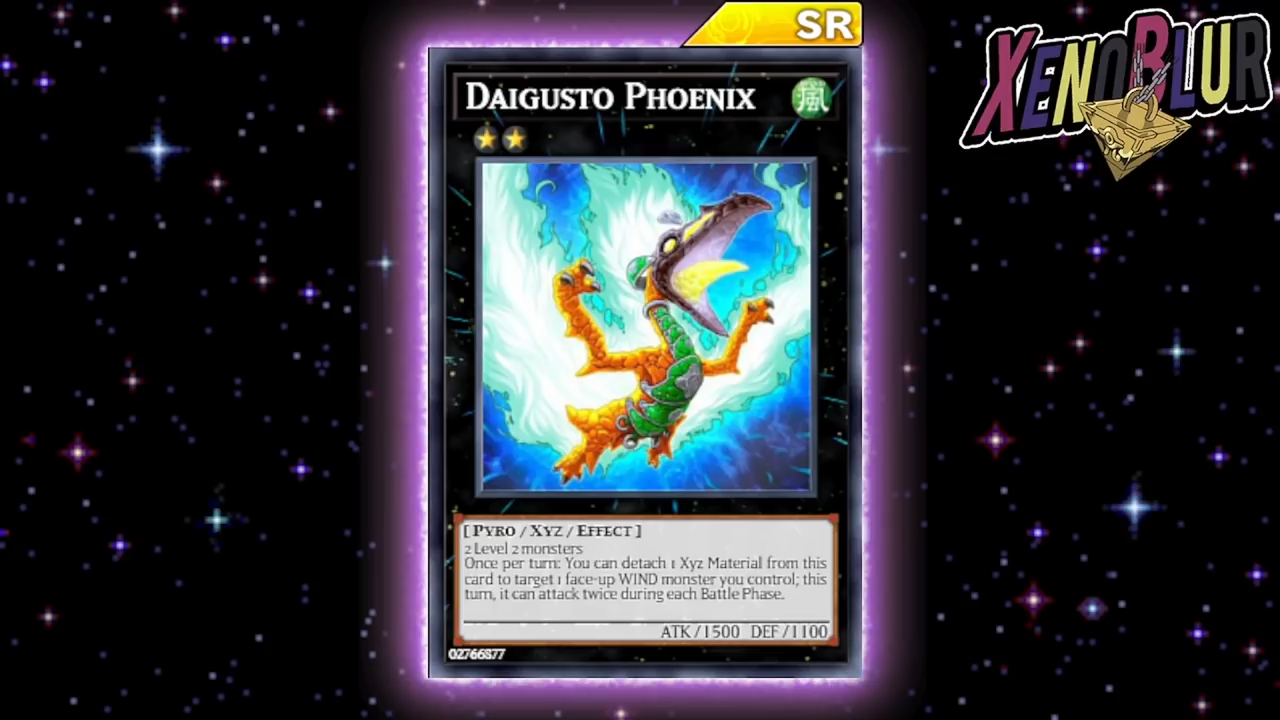 SR
XENOBLUR
DAIGUSTO PHOENIX
風
[ PYRO / XYZ / EFFECT ]
2 Level 2 monsters
Once per turn: You can detach 1 Xyz Material from this
card to target 1 face-up WIND monster you control; this
turn, it can attack twice during each Battle Phase.
ATK / 1500 DEF / 1100
02766877